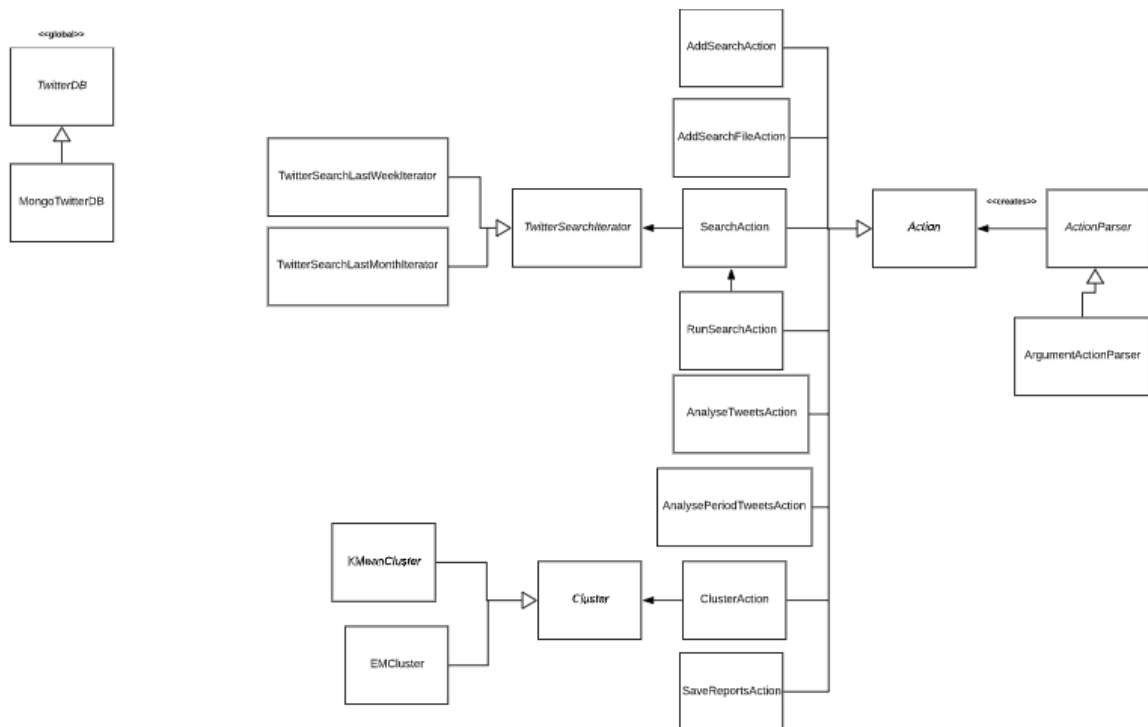 <<global>>
TwitterDB
MongoTwitterDB
TwitterSearchLastWeekIterator
TwitterSearchLastMonthIterator
TwitterSearchIterator
AddSearchAction
AddSearchFileAction
SearchAction
RunSearchAction
AnalyseTweetsAction
AnalysePeriodTweetsAction
ClusterAction
SaveReportsAction
Action
<<creates>>
ActionParser
ArgumentActionParser
KMeanCluster
EMCluster
Cluster